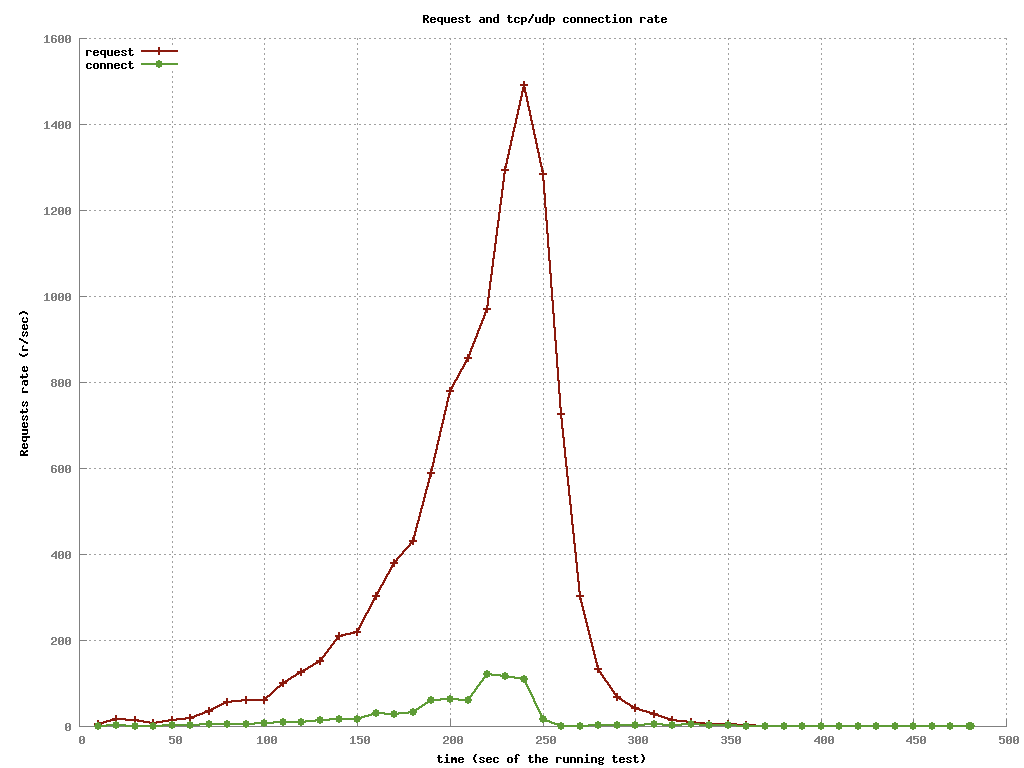 Request and tcp/udp connection rate
request
connect
1600
1400
1200
1000
800
600
400
200
0
Requests rate (r/sec)
0 50 100 150 200 250 300 350 400 450 500
time (sec of the running test)